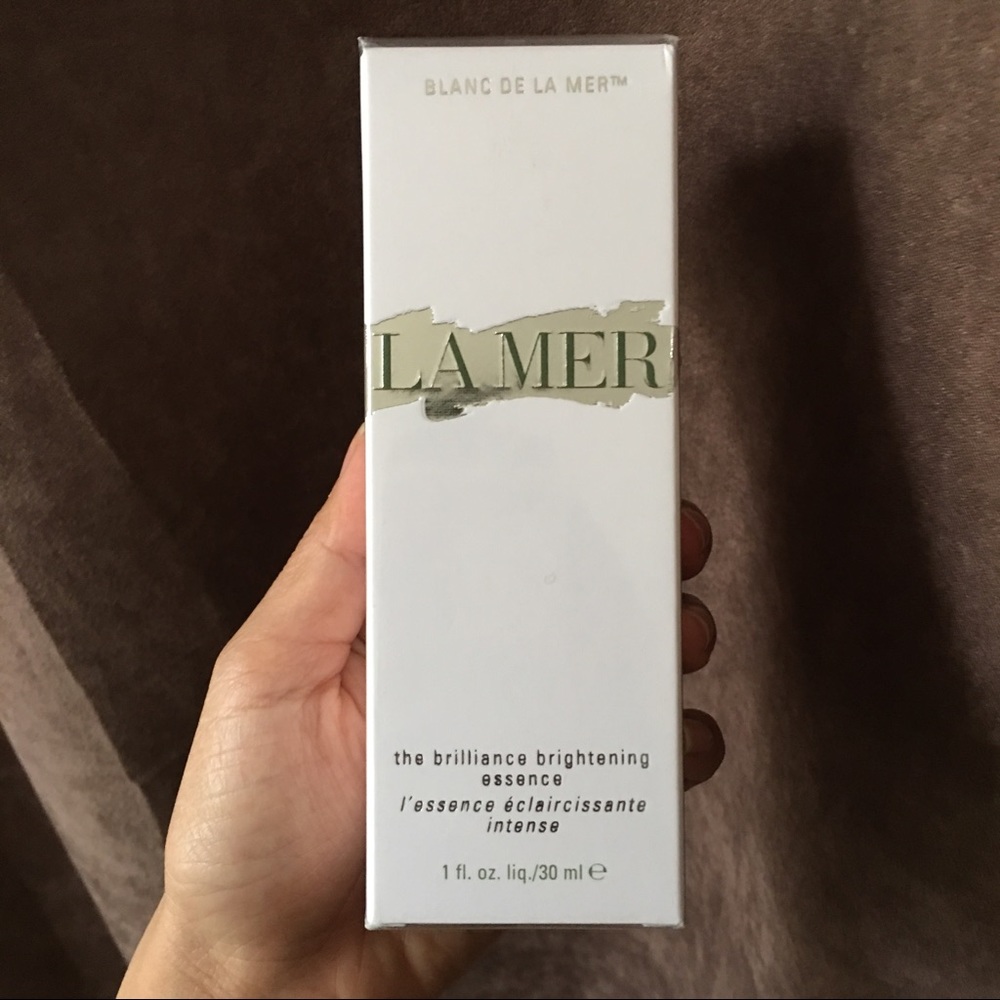 BLANC DE LA MER™
LA MER
the brilliance brightening
essence
l'essence éclaircissante
intense
1 fl. oz. liq./30 ml ℮